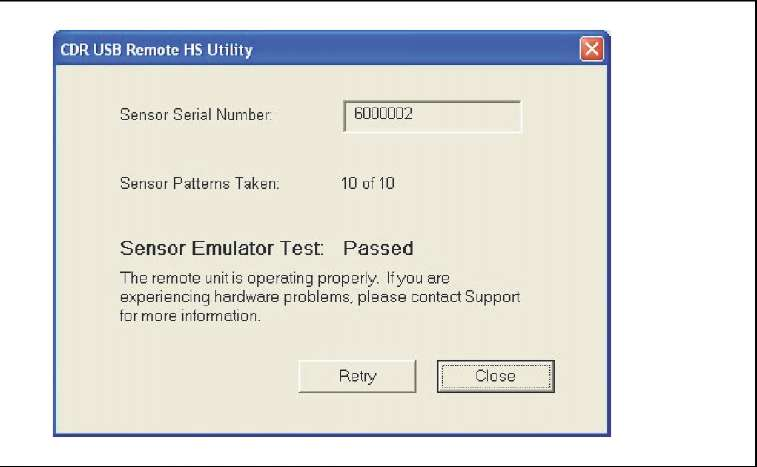 CDR USB Remote HS Utility
Sensor Serial Number: 6000002
Sensor Patterns Taken: 10 of 10
Sensor Emulator Test: Passed
The remote unit is operating properly. If you are
experiencing hardware problems, please contact Support
for more information.
Retry Close